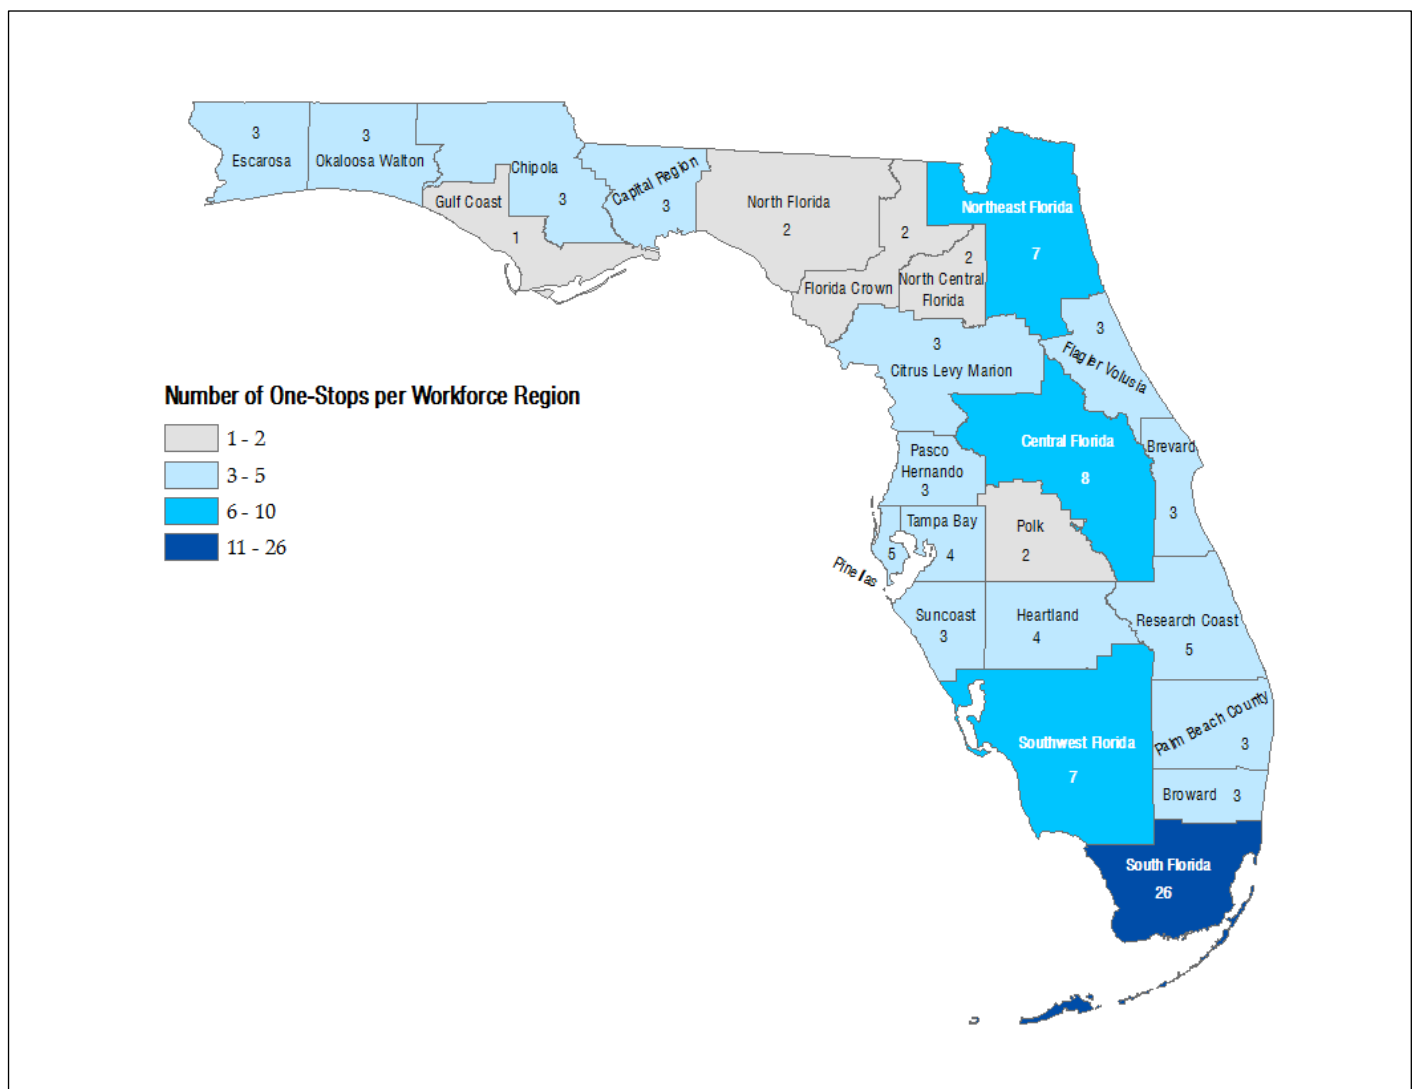 3
Escarosa
3
Okaloosa Walton
Chipola
3
Capital Region
3
Gulf Coast
1
North Florida
2
2
Florida Crown
2
North Central
Florida
Northeast Florida
7
3
Flagler Volusia
3
Citrus Levy Marion
Number of One-Stops per Workforce Region
1 - 2
3 - 5
6 - 10
11 - 26
Central Florida
8
Brevard
3
Pasco
Hernando
3
Tampa Bay
4
5
Pinellas
Polk
2
Suncoast
3
Heartland
4
Research Coast
5
Palm Beach County
3
Southwest Florida
7
Broward 3
South Florida
26